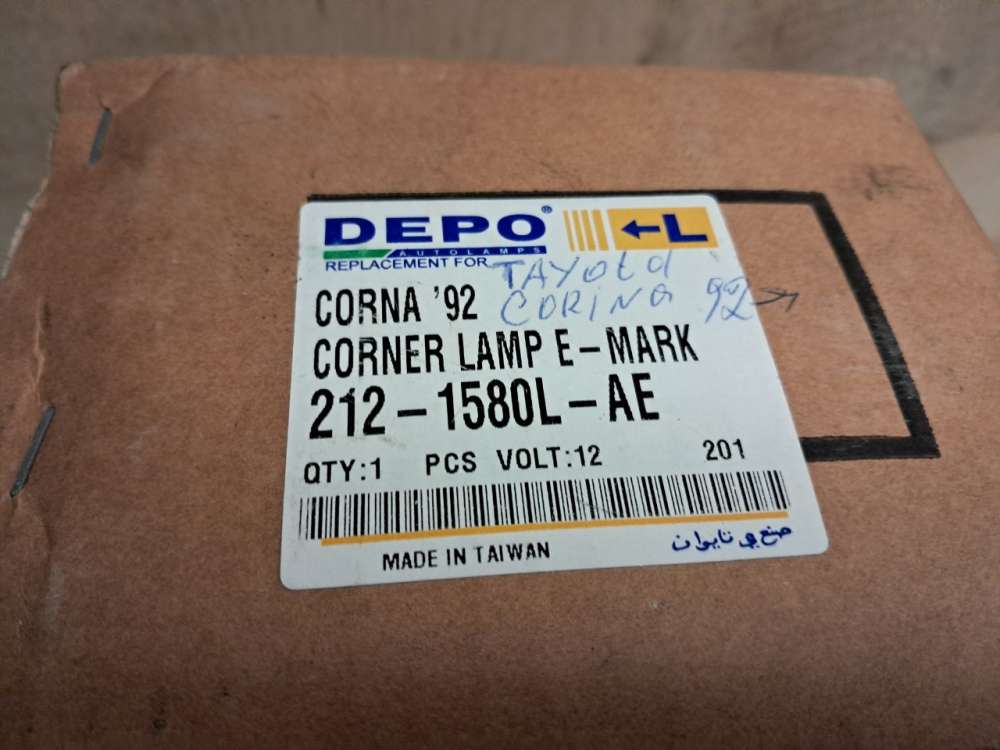 DEPO® ←L
AUTOLAMPS
REPLACEMENT FOR TAYOtA
CORNA '92 CORINA 92→
CORNER LAMP E-MARK
212-1580L-AE
QTY:1 PCS VOLT:12 201
MADE IN TAIWAN صنع في تايوان